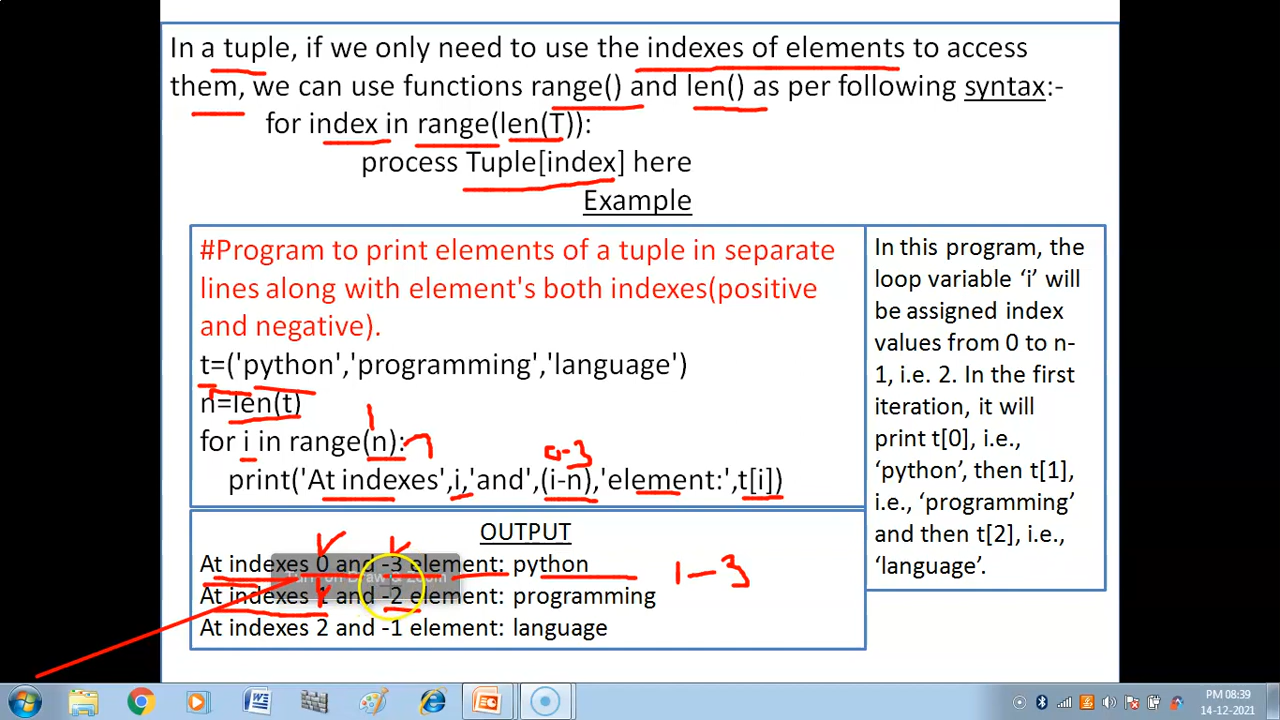 In a tuple, if we only need to use the indexes of elements to access
them, we can use functions range() and len() as per following syntax:-
for index in range(len(T)):
process Tuple[index] here
Example
#Program to print elements of a tuple in separate
lines along with element's both indexes(positive
and negative).
t=('python','programming','language')
n=len(t)
for i in range(n):
print('At indexes',i,'and',(i-n),'element:',t[i])
0-3
In this program, the
loop variable ‘i’ will
be assigned index
values from 0 to n-
1, i.e. 2. In the first
iteration, it will
print t[0], i.e.,
‘python’, then t[1],
i.e., ‘programming’
and then t[2], i.e.,
‘language’.
OUTPUT
At indexes 0 and -3 element: python
At indexes 1 and -2 element: programming
At indexes 2 and -1 element: language
1-3
PM 08:39
14-12-2021